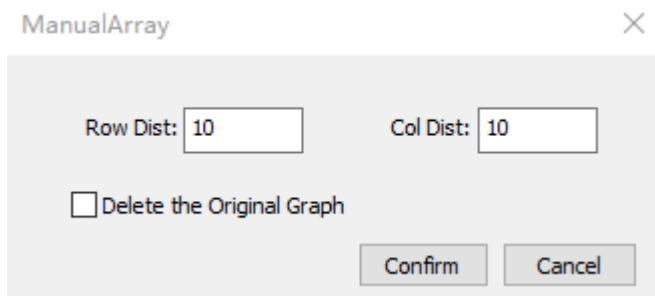 ManualArray
Row Dist: 10 Col Dist: 10
Delete the Original Graph
Confirm Cancel